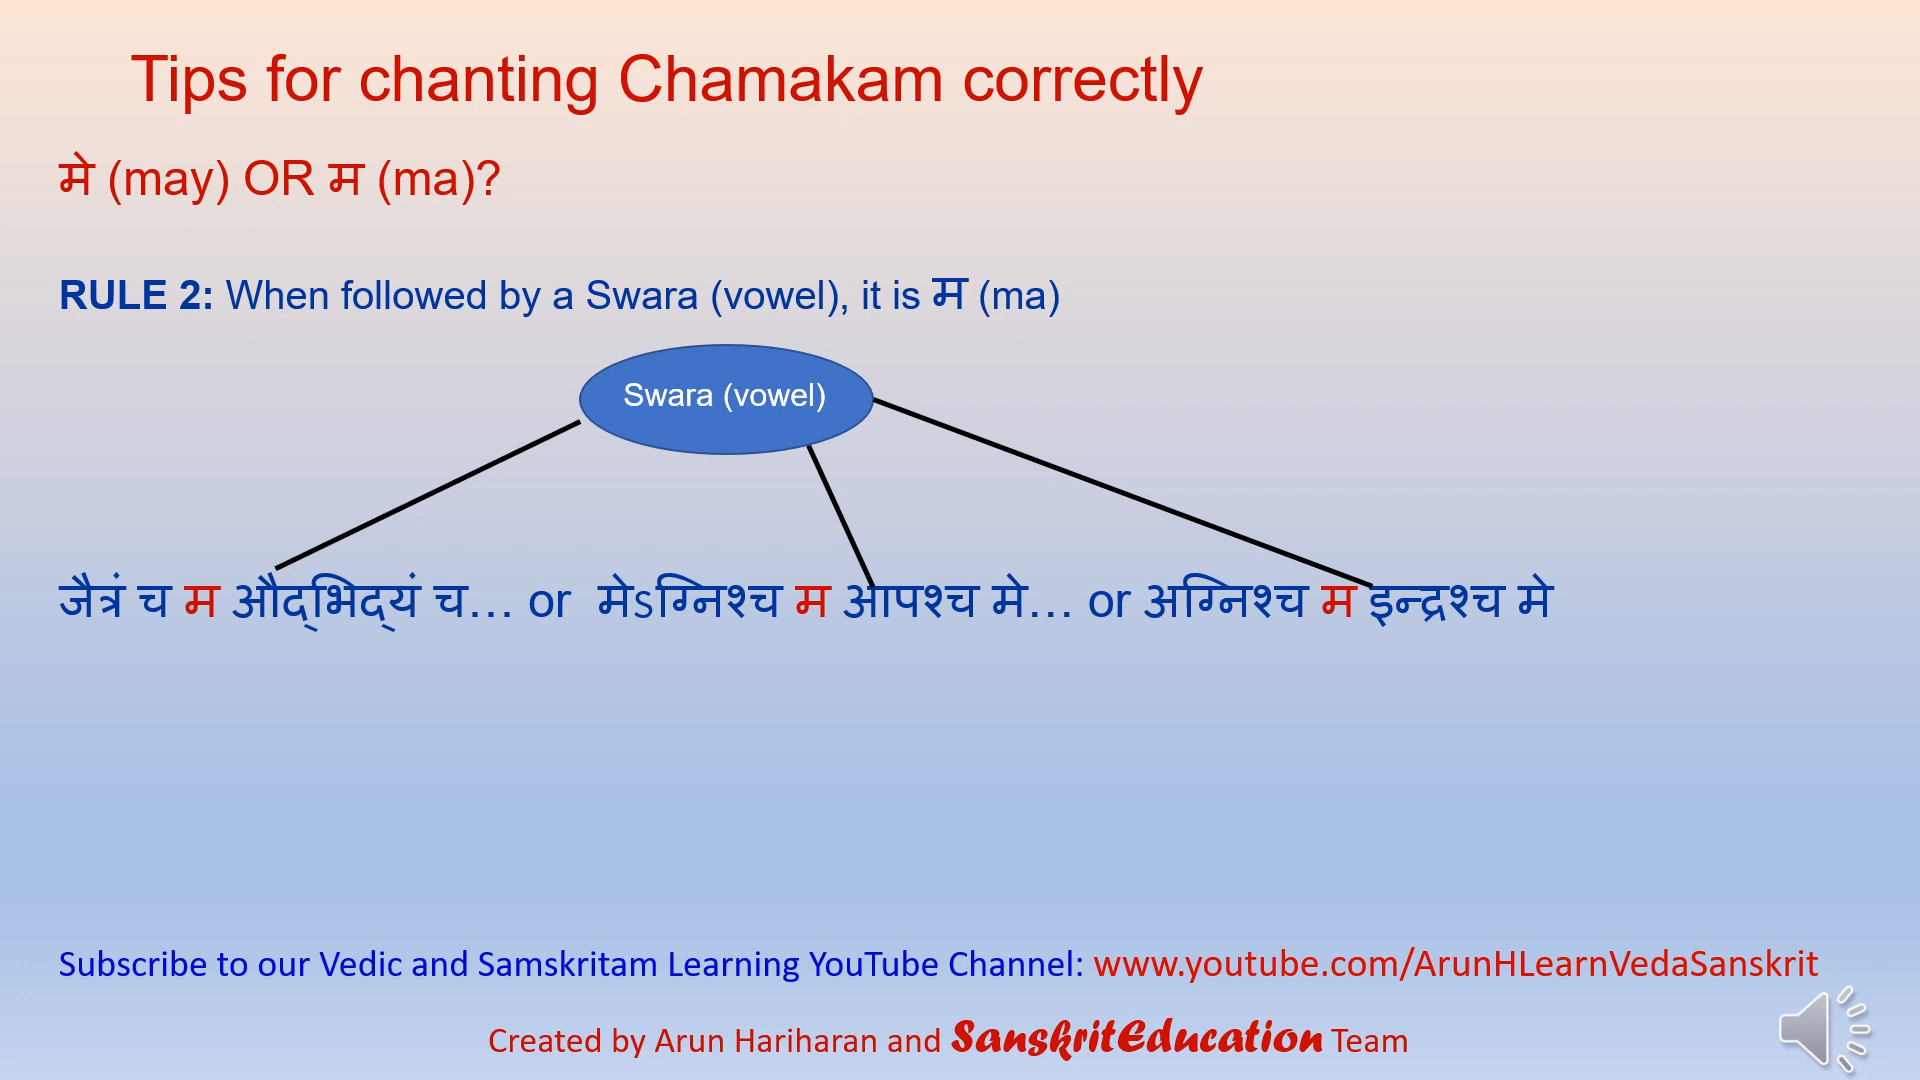 Tips for chanting Chamakam correctly
मे (may) OR म (ma)?
RULE 2: When followed by a Swara (vowel), it is म (ma)
Swara (vowel)
जैत्रं च म औद्‌भिद्‌यं च... or मेऽग्निश्च म आपश्च मे... or अग्निश्च म इन्द्रश्च मे
Subscribe to our Vedic and Samskritam Learning YouTube Channel: www.youtube.com/ArunHLearnVedaSanskrit
Created by Arun Hariharan and SanskritEducation Team